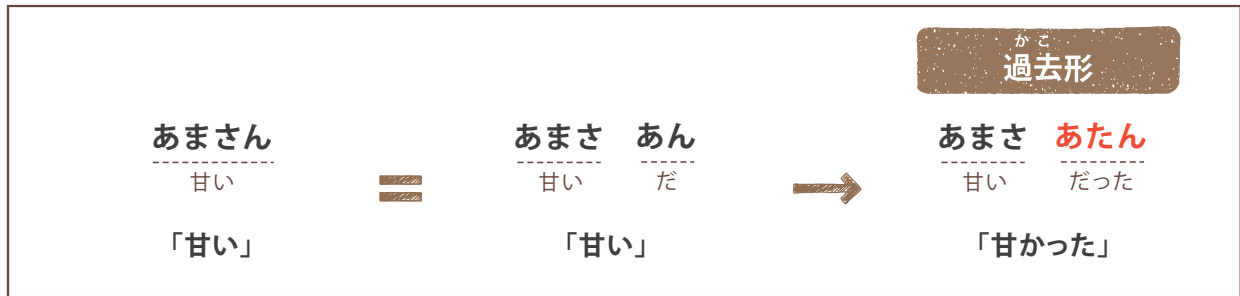 かこ
過去形
あまさん
甘い
「甘い」
=
あまさ あん
甘い だ
「甘い」
→
あまさ あたん
甘い だった
「甘かった」